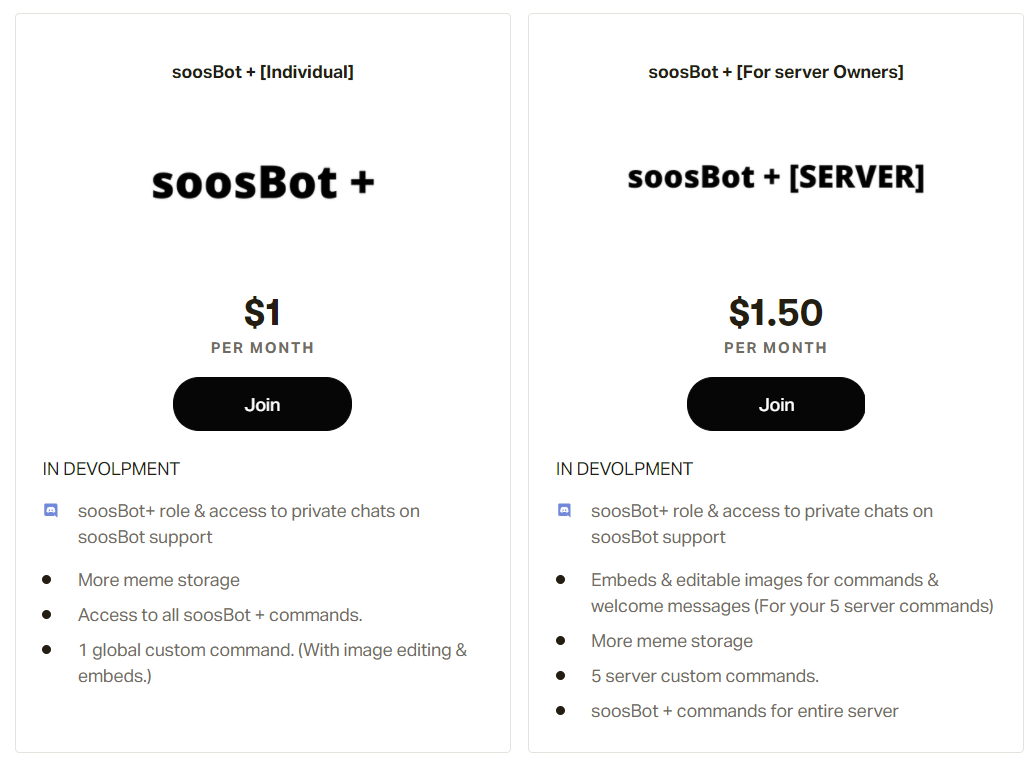 soosBot + [Individual]
soosBot +
$1
PER MONTH
Join
IN DEVOLPMENT
soosBot+ role & access to private chats on
soosBot support
More meme storage
Access to all soosBot + commands.
1 global custom command. (With image editing &
embeds.)
soosBot + [For server Owners]
soosBot + [SERVER]
$1.50
PER MONTH
Join
IN DEVOLPMENT
soosBot+ role & access to private chats on
soosBot support
Embeds & editable images for commands &
welcome messages (For your 5 server commands)
More meme storage
5 server custom commands.
soosBot + commands for entire server